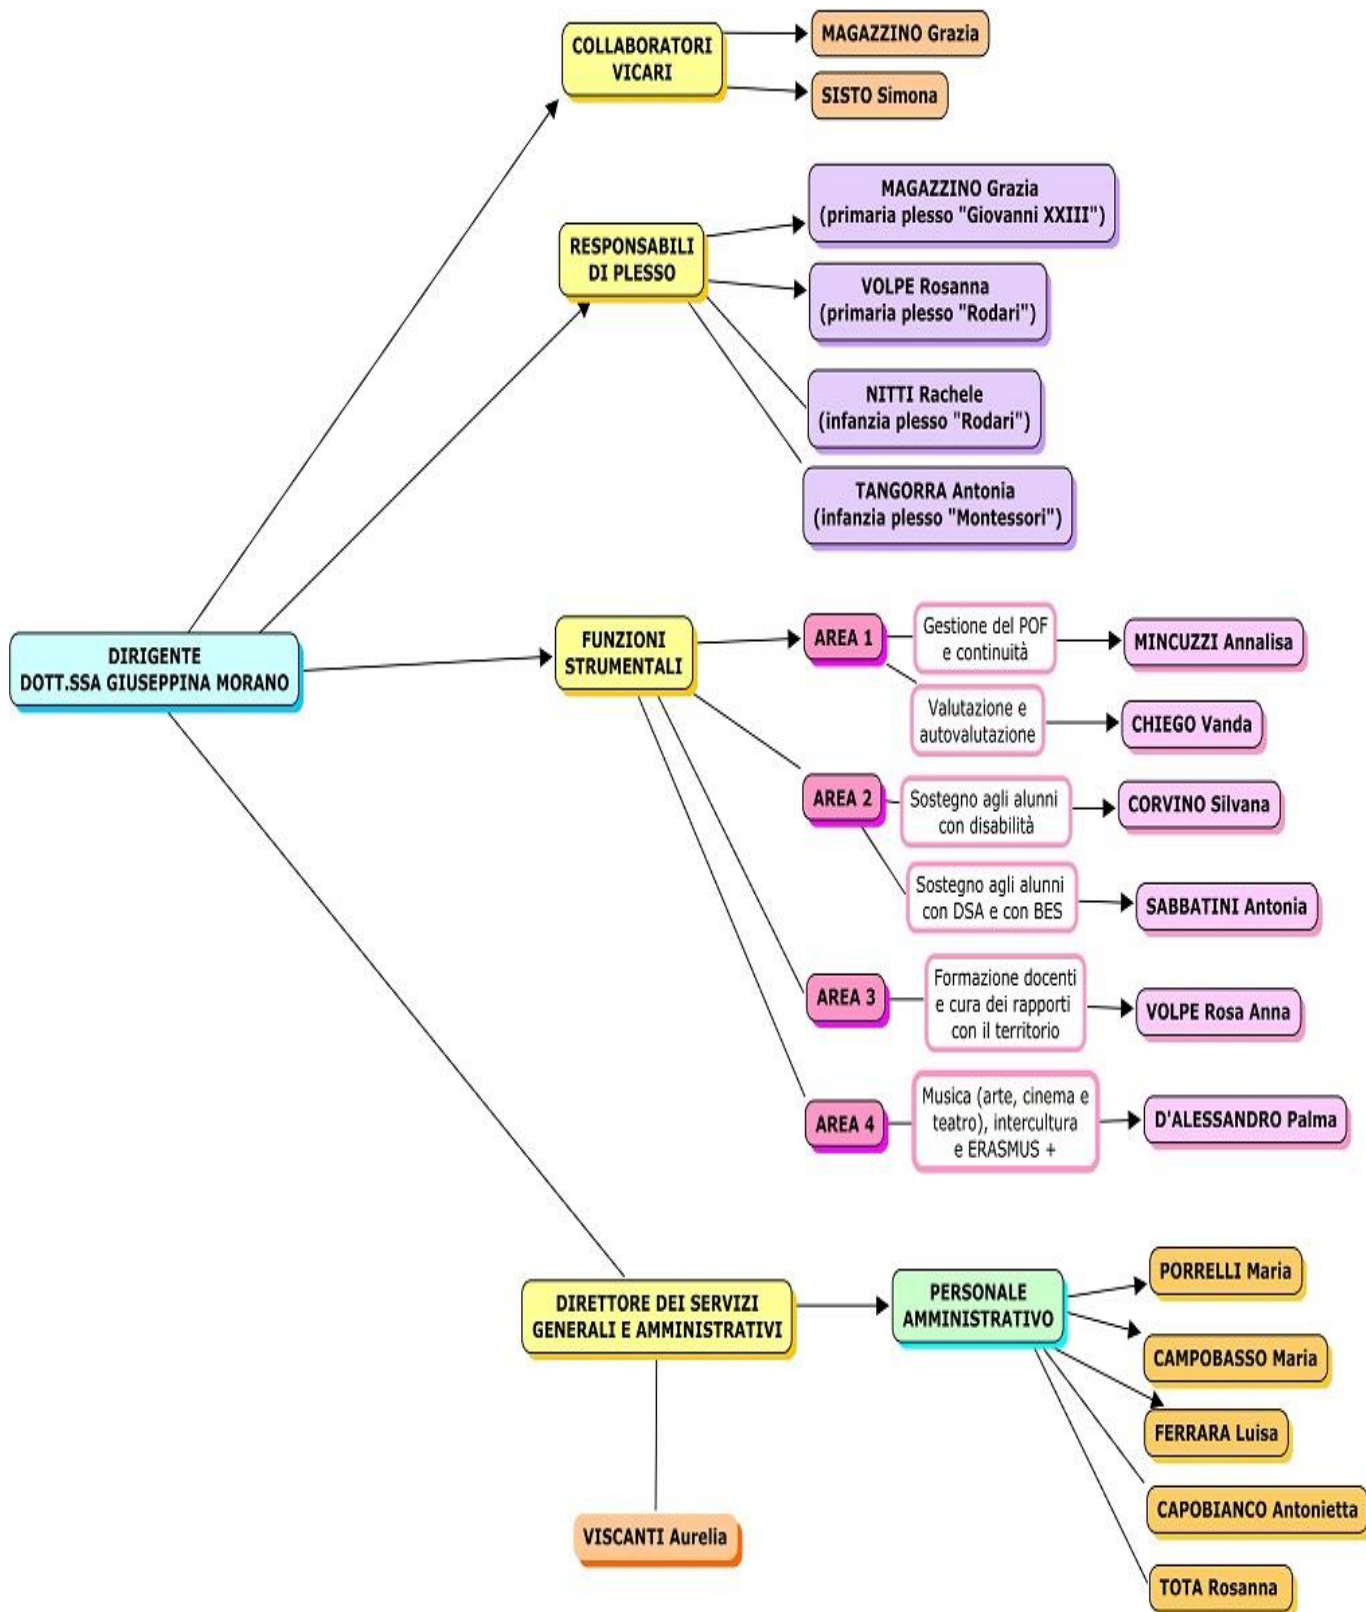 COLLABORATORI
VICARI
MAGAZZINO Grazia
SISTO Simona
RESPONSABILI
DI PLESSO
MAGAZZINO Grazia
(primaria plesso "Giovanni XXIII")
VOLPE Rosanna
(primaria plesso "Rodari")
NITTI Rachele
(infanzia plesso "Rodari")
TANGORRA Antonia
(infanzia plesso "Montessori")
DIRIGENTE
DOTT.SSA GIUSEPPINA MORANO
FUNZIONI
STRUMENTALI
AREA 1
Gestione del POF
e continuità
MINCUZZI Annalisa
Valutazione e
autovalutazione
CHIEGO Vanda
AREA 2
Sostegno agli alunni
con disabilità
CORVINO Silvana
Sostegno agli alunni
con DSA e con BES
SABBATINI Antonia
AREA 3
Formazione docenti
e cura dei rapporti
con il territorio
VOLPE Rosa Anna
AREA 4
Musica (arte, cinema e
teatro), intercultura
e ERASMUS +
D'ALESSANDRO Palma
DIRETTORE DEI SERVIZI
GENERALI E AMMINISTRATIVI
VISCANTI Aurelia
PERSONALE
AMMINISTRATIVO
PORRELLI Maria
CAMPOBASSO Maria
FERRARA Luisa
CAPOBIANCO Antonietta
TOTA Rosanna